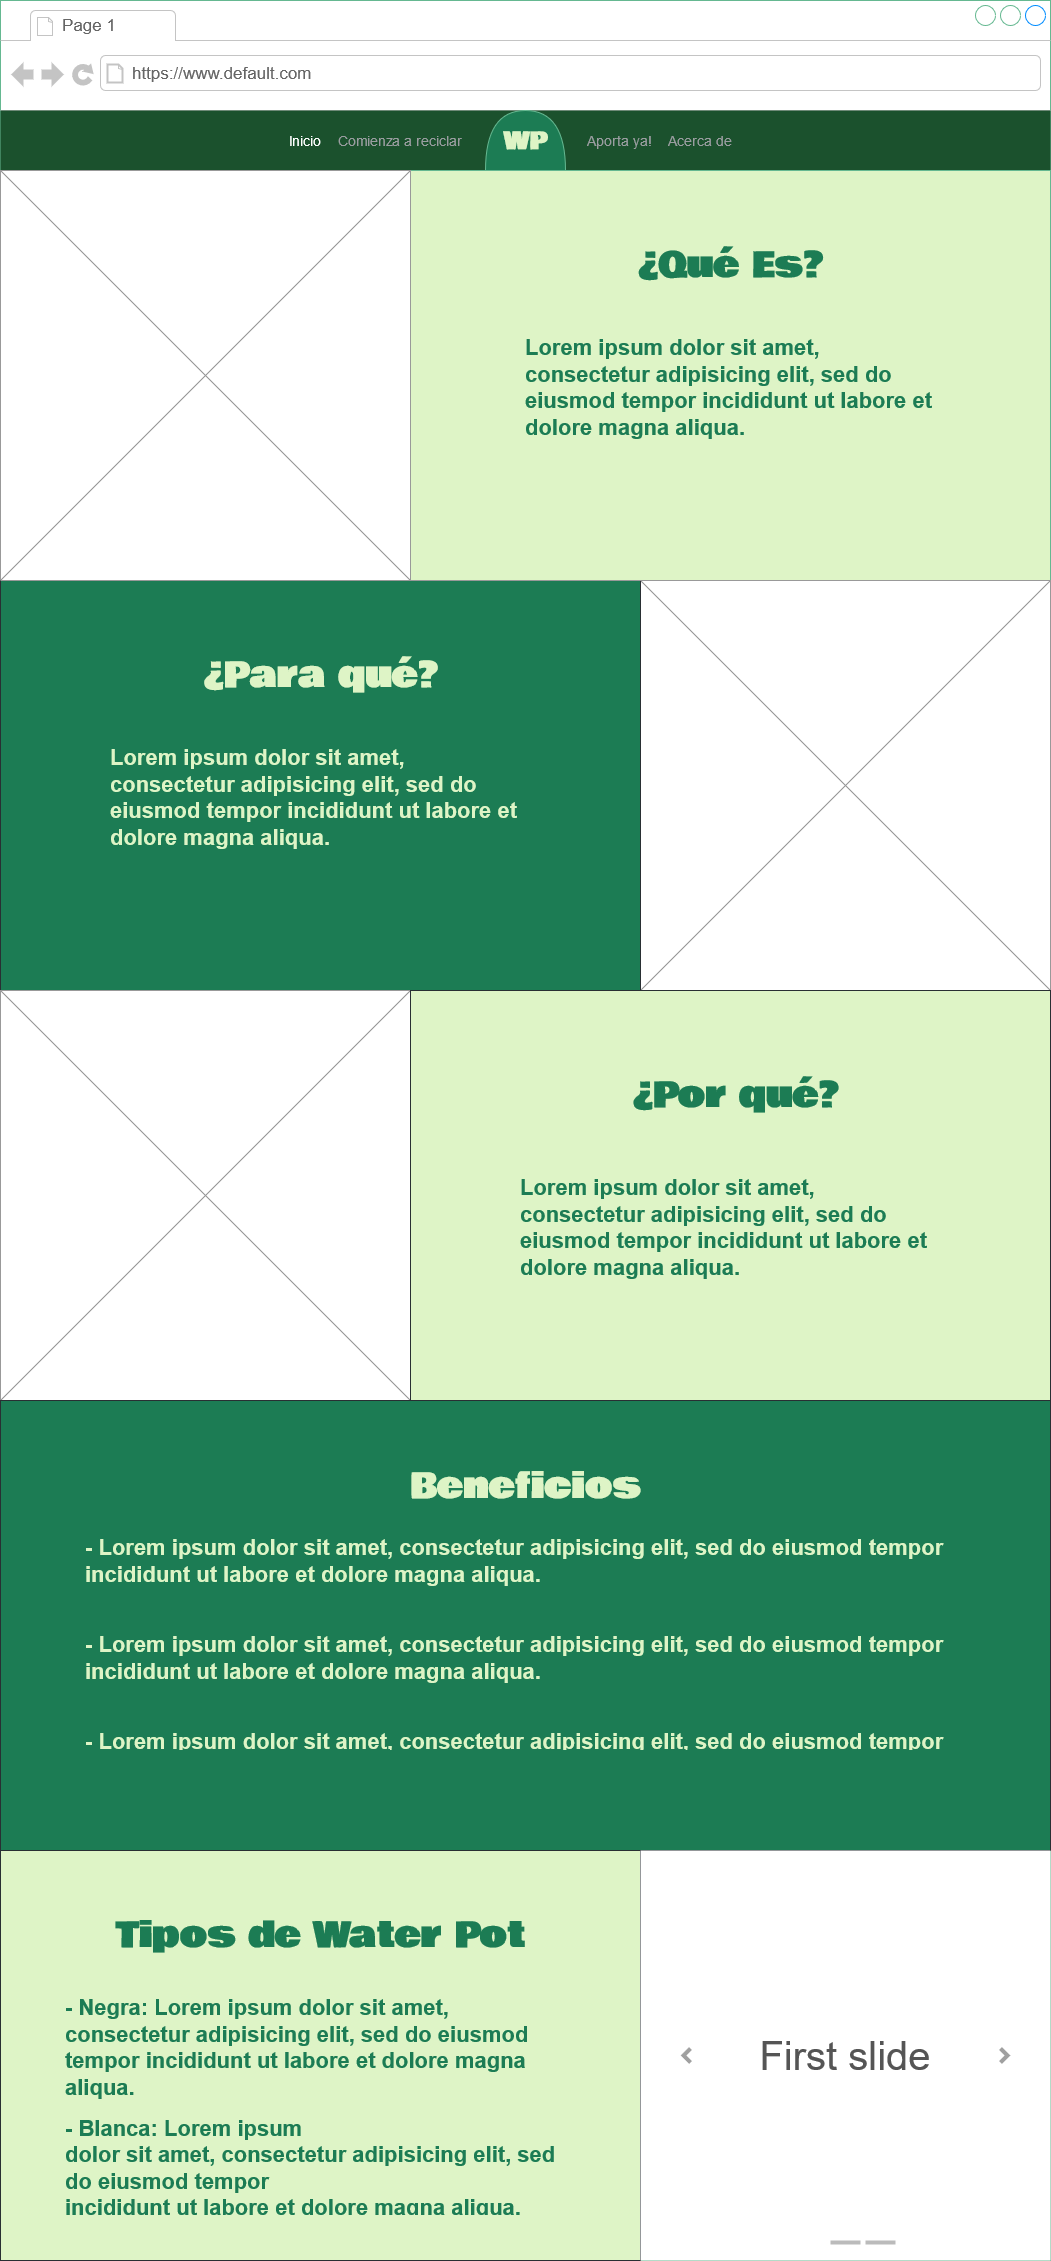 Page 1
https://www.default.com
Inicio Comienza a reciclar WP Aporta ya! Acerca de
¿Qué Es?
Lorem ipsum dolor sit amet,
consectetur adipisicing elit, sed do
eiusmod tempor incididunt ut labore et
dolore magna aliqua.
¿Para qué?
Lorem ipsum dolor sit amet,
consectetur adipisicing elit, sed do
eiusmod tempor incididunt ut labore et
dolore magna aliqua.
¿Por qué?
Lorem ipsum dolor sit amet,
consectetur adipisicing elit, sed do
eiusmod tempor incididunt ut labore et
dolore magna aliqua.
Beneficios
- Lorem ipsum dolor sit amet, consectetur adipisicing elit, sed do eiusmod tempor
incididunt ut labore et dolore magna aliqua.
- Lorem ipsum dolor sit amet, consectetur adipisicing elit, sed do eiusmod tempor
incididunt ut labore et dolore magna aliqua.
- Lorem ipsum dolor sit amet, consectetur adipisicing elit, sed do eiusmod tempor
Tipos de Water Pot
- Negra: Lorem ipsum dolor sit amet,
consectetur adipisicing elit, sed do eiusmod
tempor incididunt ut labore et dolore magna
aliqua.
- Blanca: Lorem ipsum
dolor sit amet, consectetur adipisicing elit, sed
do eiusmod tempor
incididunt ut labore et dolore magna aliqua.
First slide